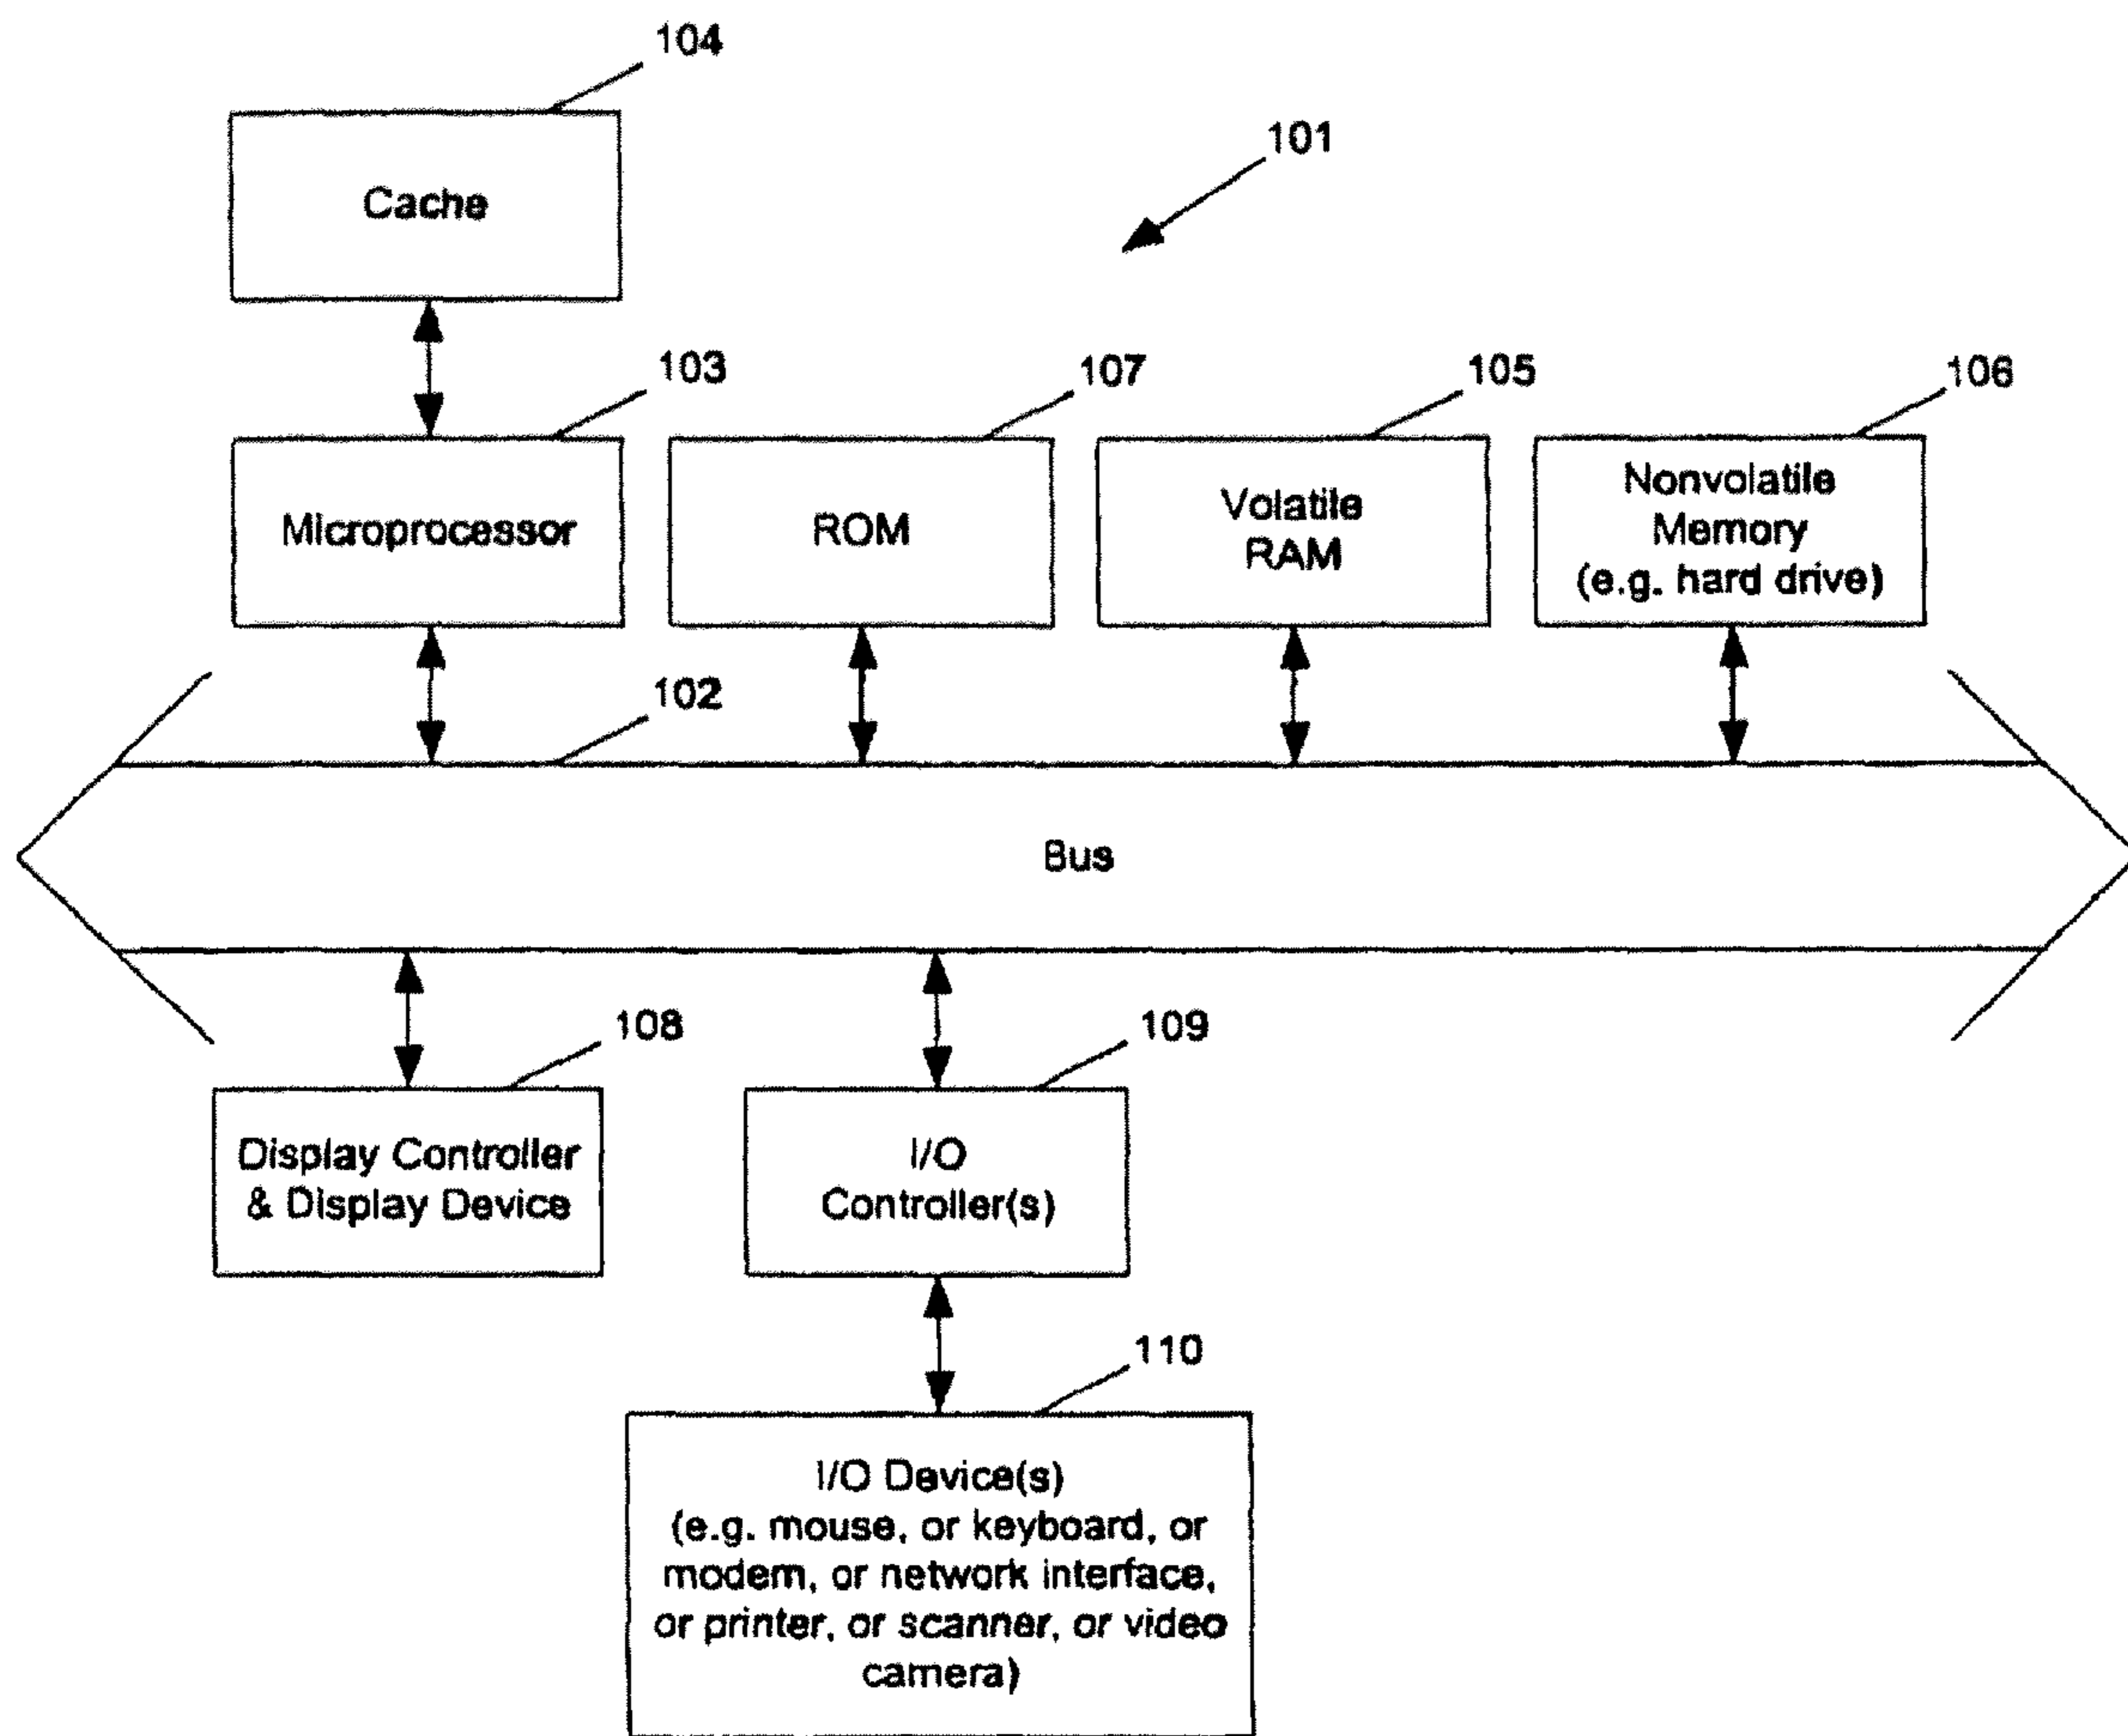 104
Cache
101
103
107
105
106
Microprocessor
ROM
Volatile
RAM
Nonvolatile
Memory
(e.g. hard drive)
102
Bus
108
109
Display Controller
& Display Device
I/O
Controller(s)
110
I/O Device(s)
(e.g. mouse, or keyboard, or
modem, or network interface,
or printer, or scanner, or video
camera)